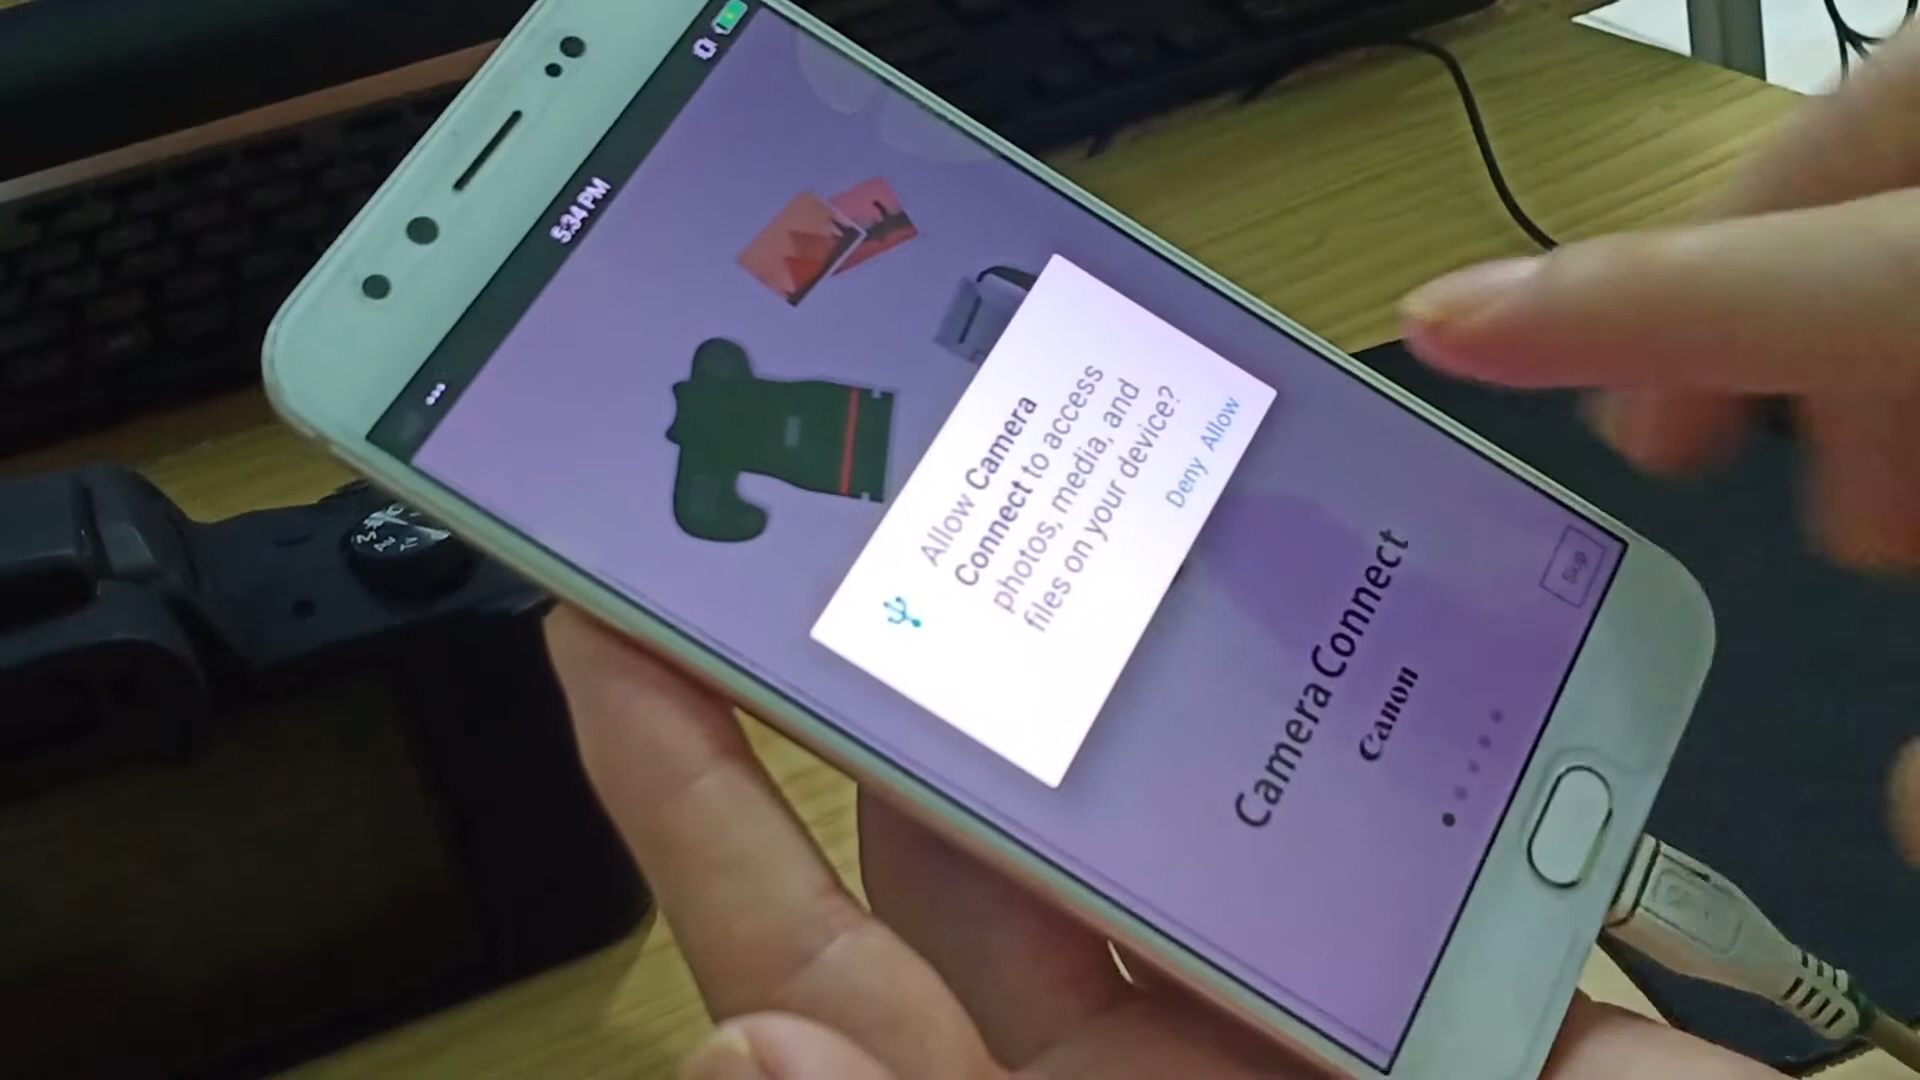 5:34 PM
Allow Camera
Connect to access
photos, media, and
files on your device?
Deny Allow
Camera Connect
Canon
Skip